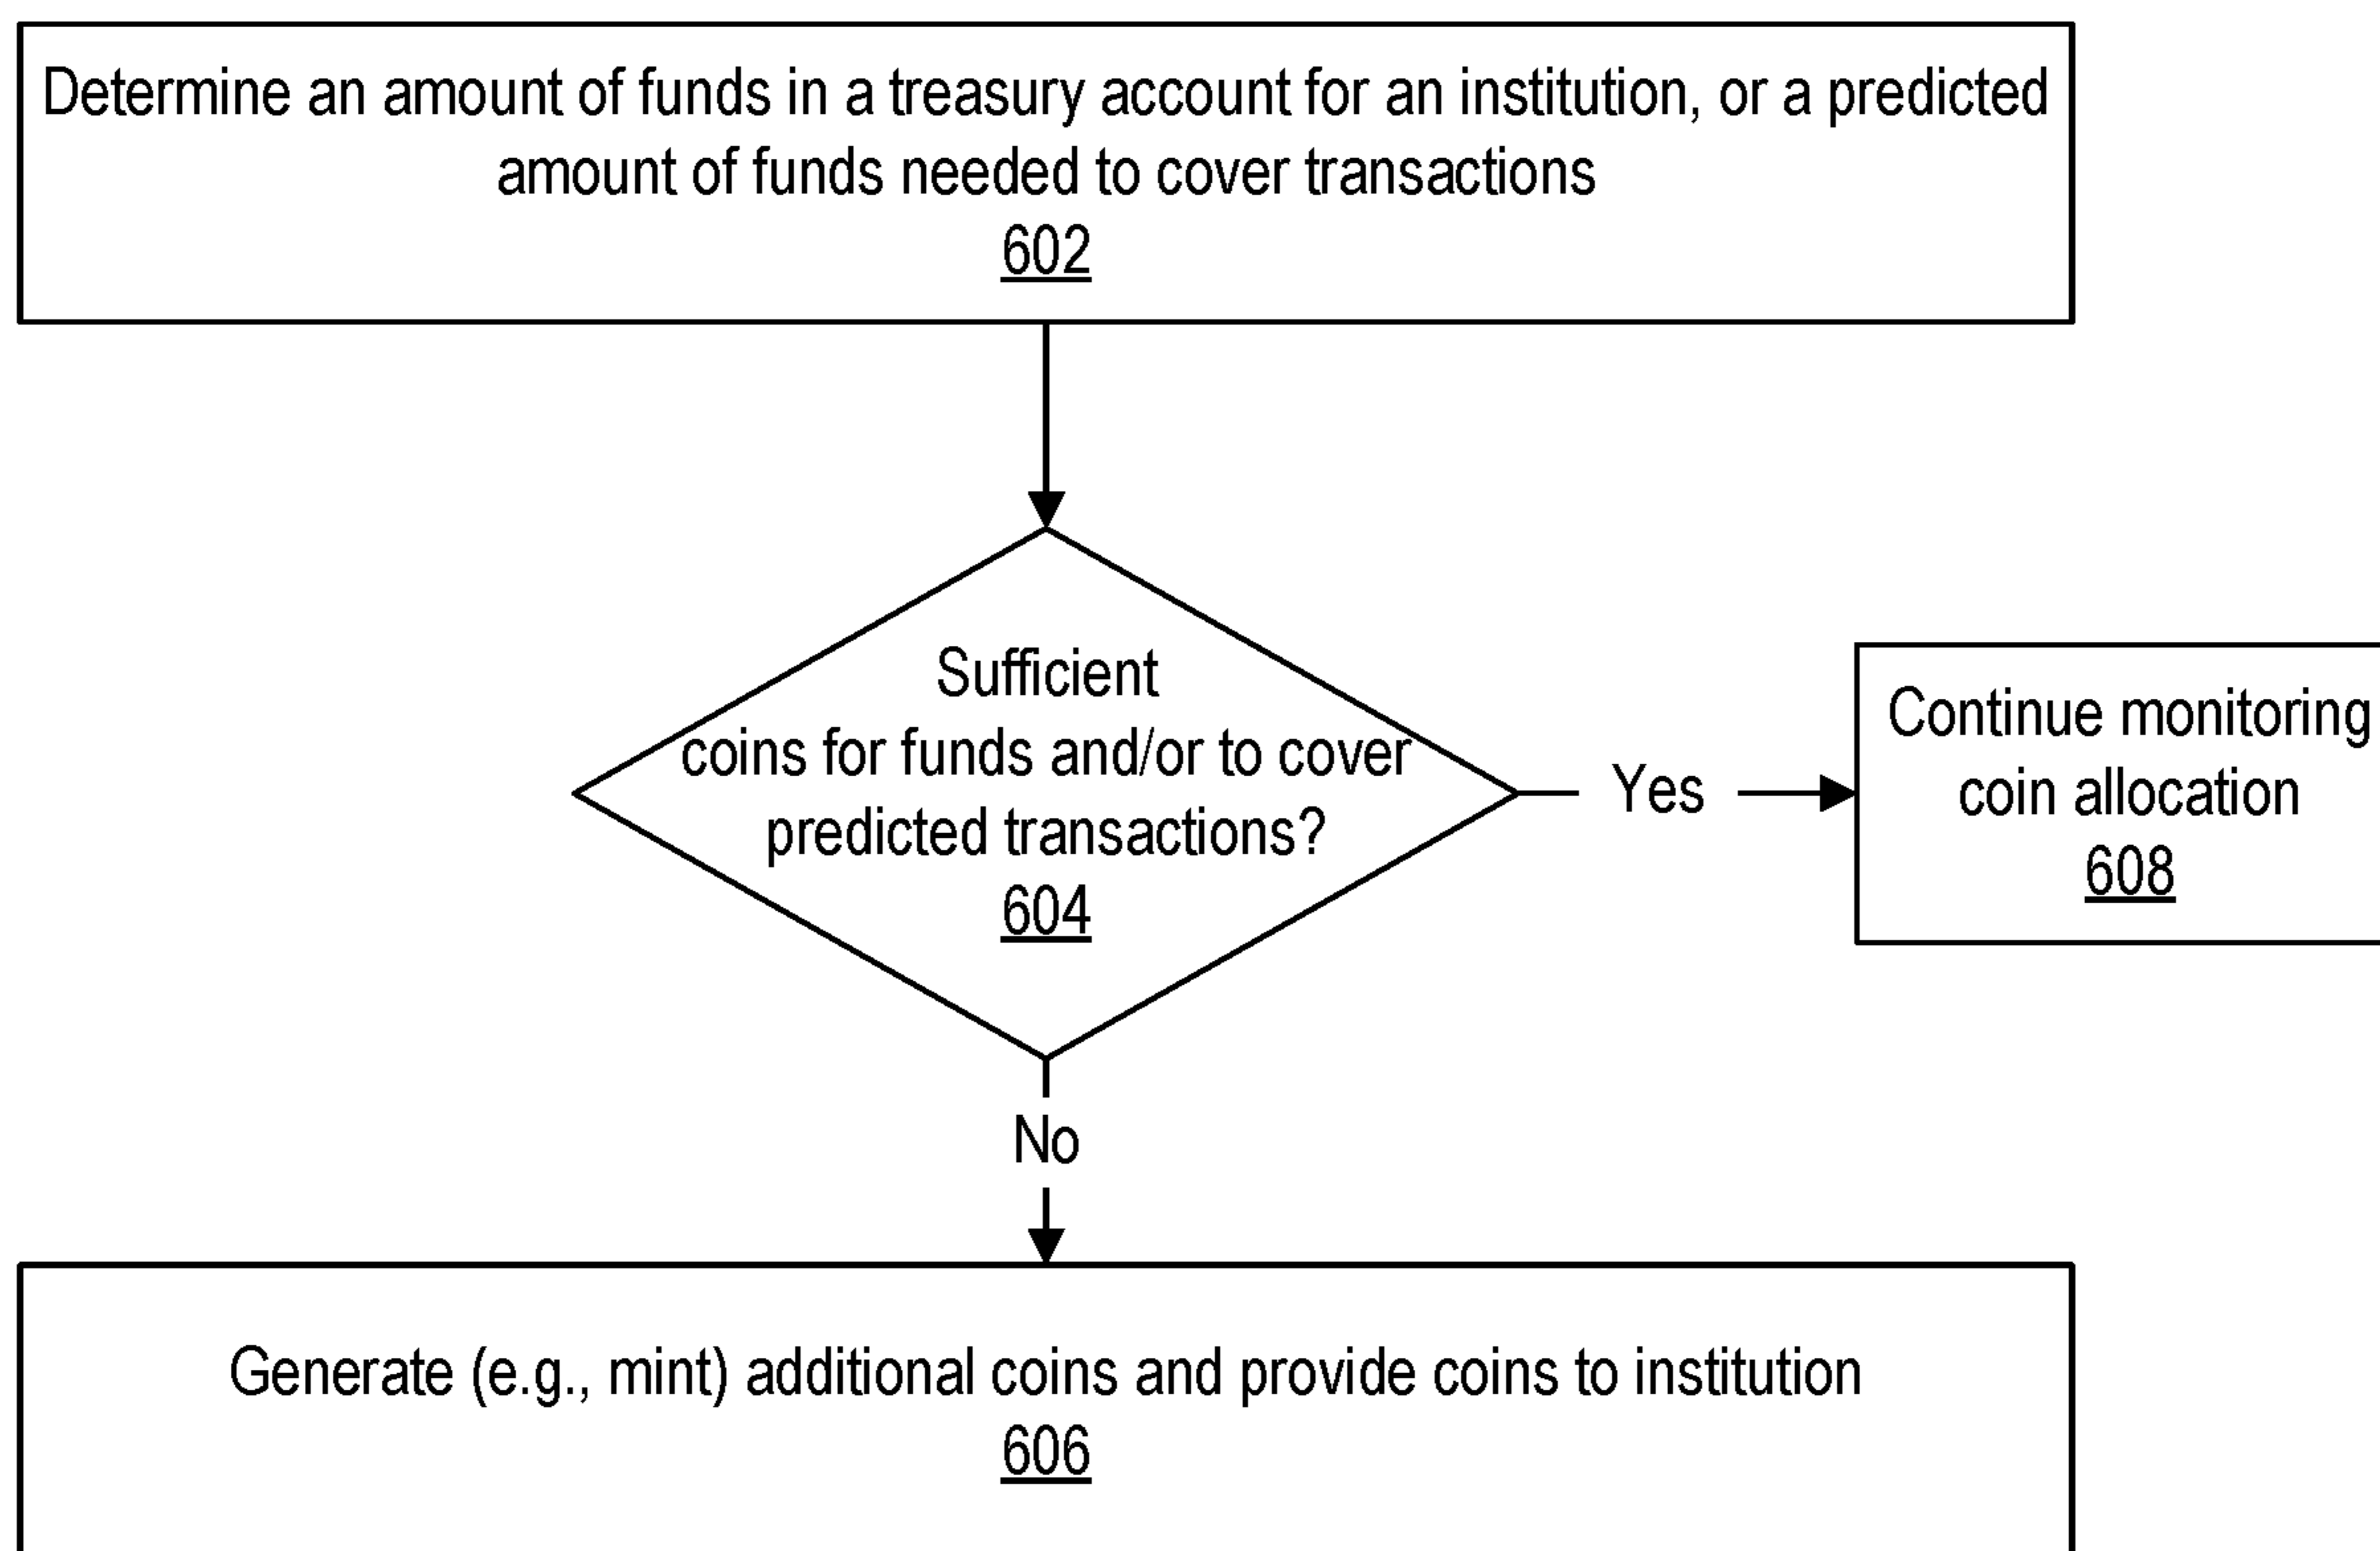 Determine an amount of funds in a treasury account for an institution, or a predicted
amount of funds needed to cover transactions
602
Sufficient
coins for funds and/or to cover
predicted transactions?
604
Yes
Continue monitoring
coin allocation
608
No
Generate (e.g., mint) additional coins and provide coins to institution
606